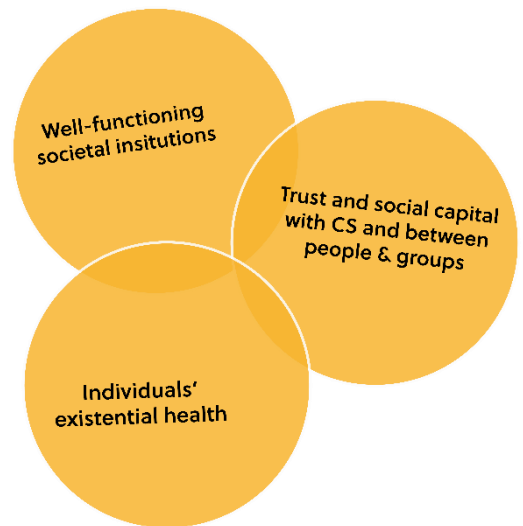 Well-functioning
societal insitutions
Trust and social capital
with CS and between
people & groups
Individuals'
existential health